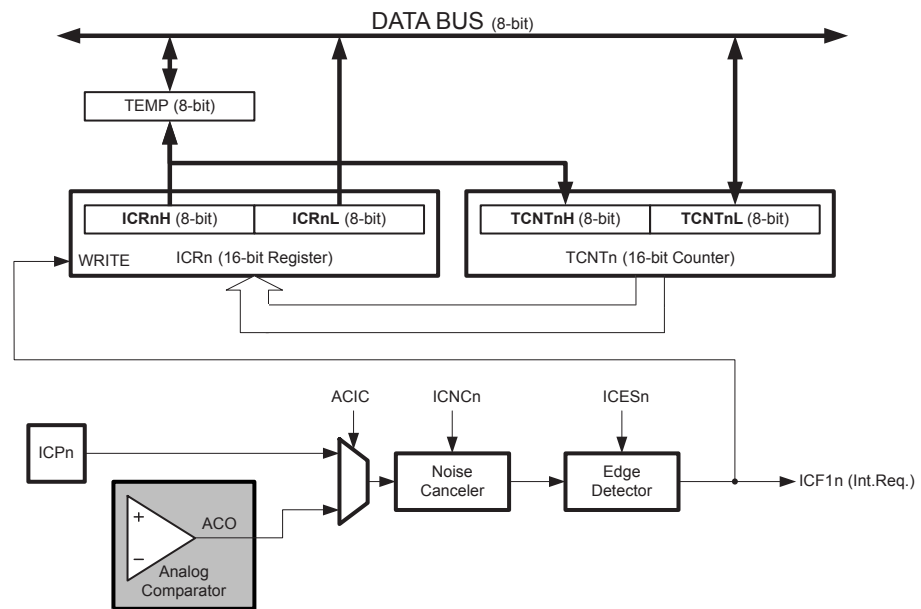 DATA BUS (8-bit)
TEMP (8-bit)
ICRnH (8-bit) ICRnL (8-bit) TCNTnH (8-bit) TCNTnL (8-bit)
WRITE ICRn (16-bit Register) TCNTn (16-bit Counter)
ACIC ICNCn ICESn
ICPn
Noise
Canceler
Edge
Detector
ICF1n (Int.Req.)
+
ACO
−
Analog
Comparator